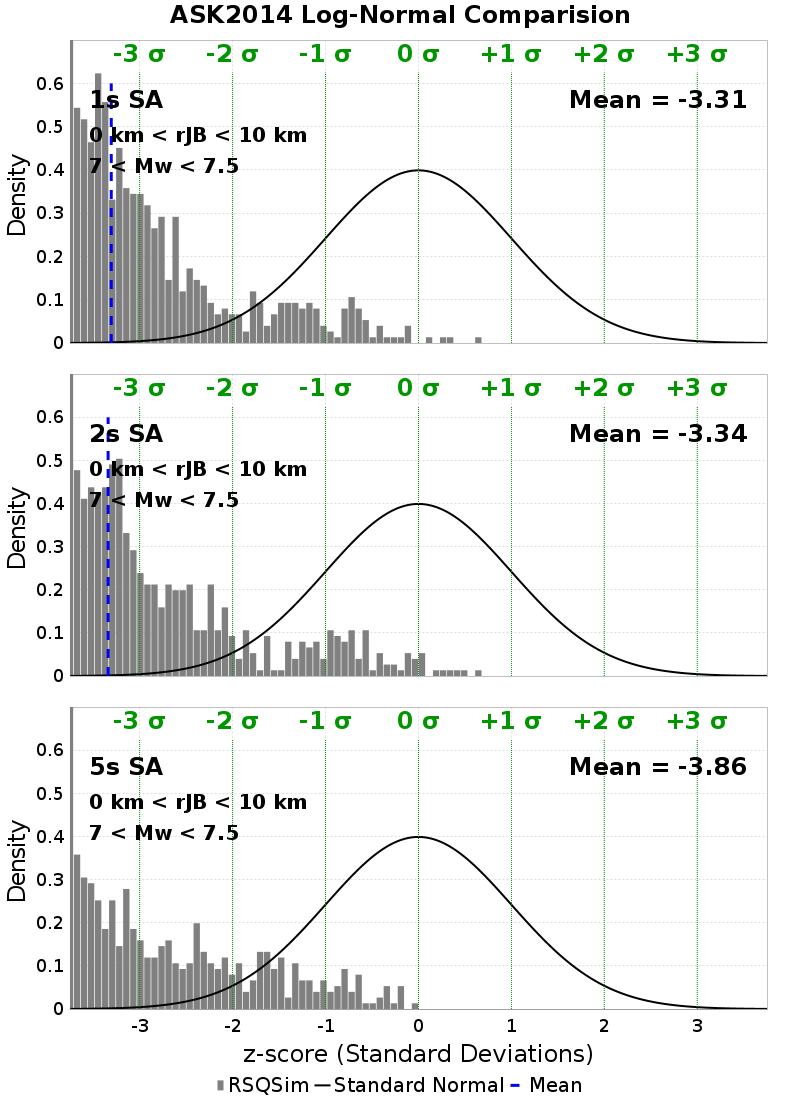 ASK2014 Log-Normal Comparision
-3 σ -2 σ -1 σ 0 σ +1 σ +2 σ +3 σ
1s SA
Mean = -3.31
0 km < rJB < 10 km
7 < Mw < 7.5
0.6
0.5
0.4
0.3
0.2
0.1
0
Density
-3 σ -2 σ -1 σ 0 σ +1 σ +2 σ +3 σ
2s SA
Mean = -3.34
0 km < rJB < 10 km
7 < Mw < 7.5
0.6
0.5
0.4
0.3
0.2
0.1
0
Density
-3 σ -2 σ -1 σ 0 σ +1 σ +2 σ +3 σ
5s SA
Mean = -3.86
0 km < rJB < 10 km
7 < Mw < 7.5
0.6
0.5
0.4
0.3
0.2
0.1
0
Density
-3 -2 -1 0 1 2 3
z-score (Standard Deviations)
RSQSim Standard Normal Mean